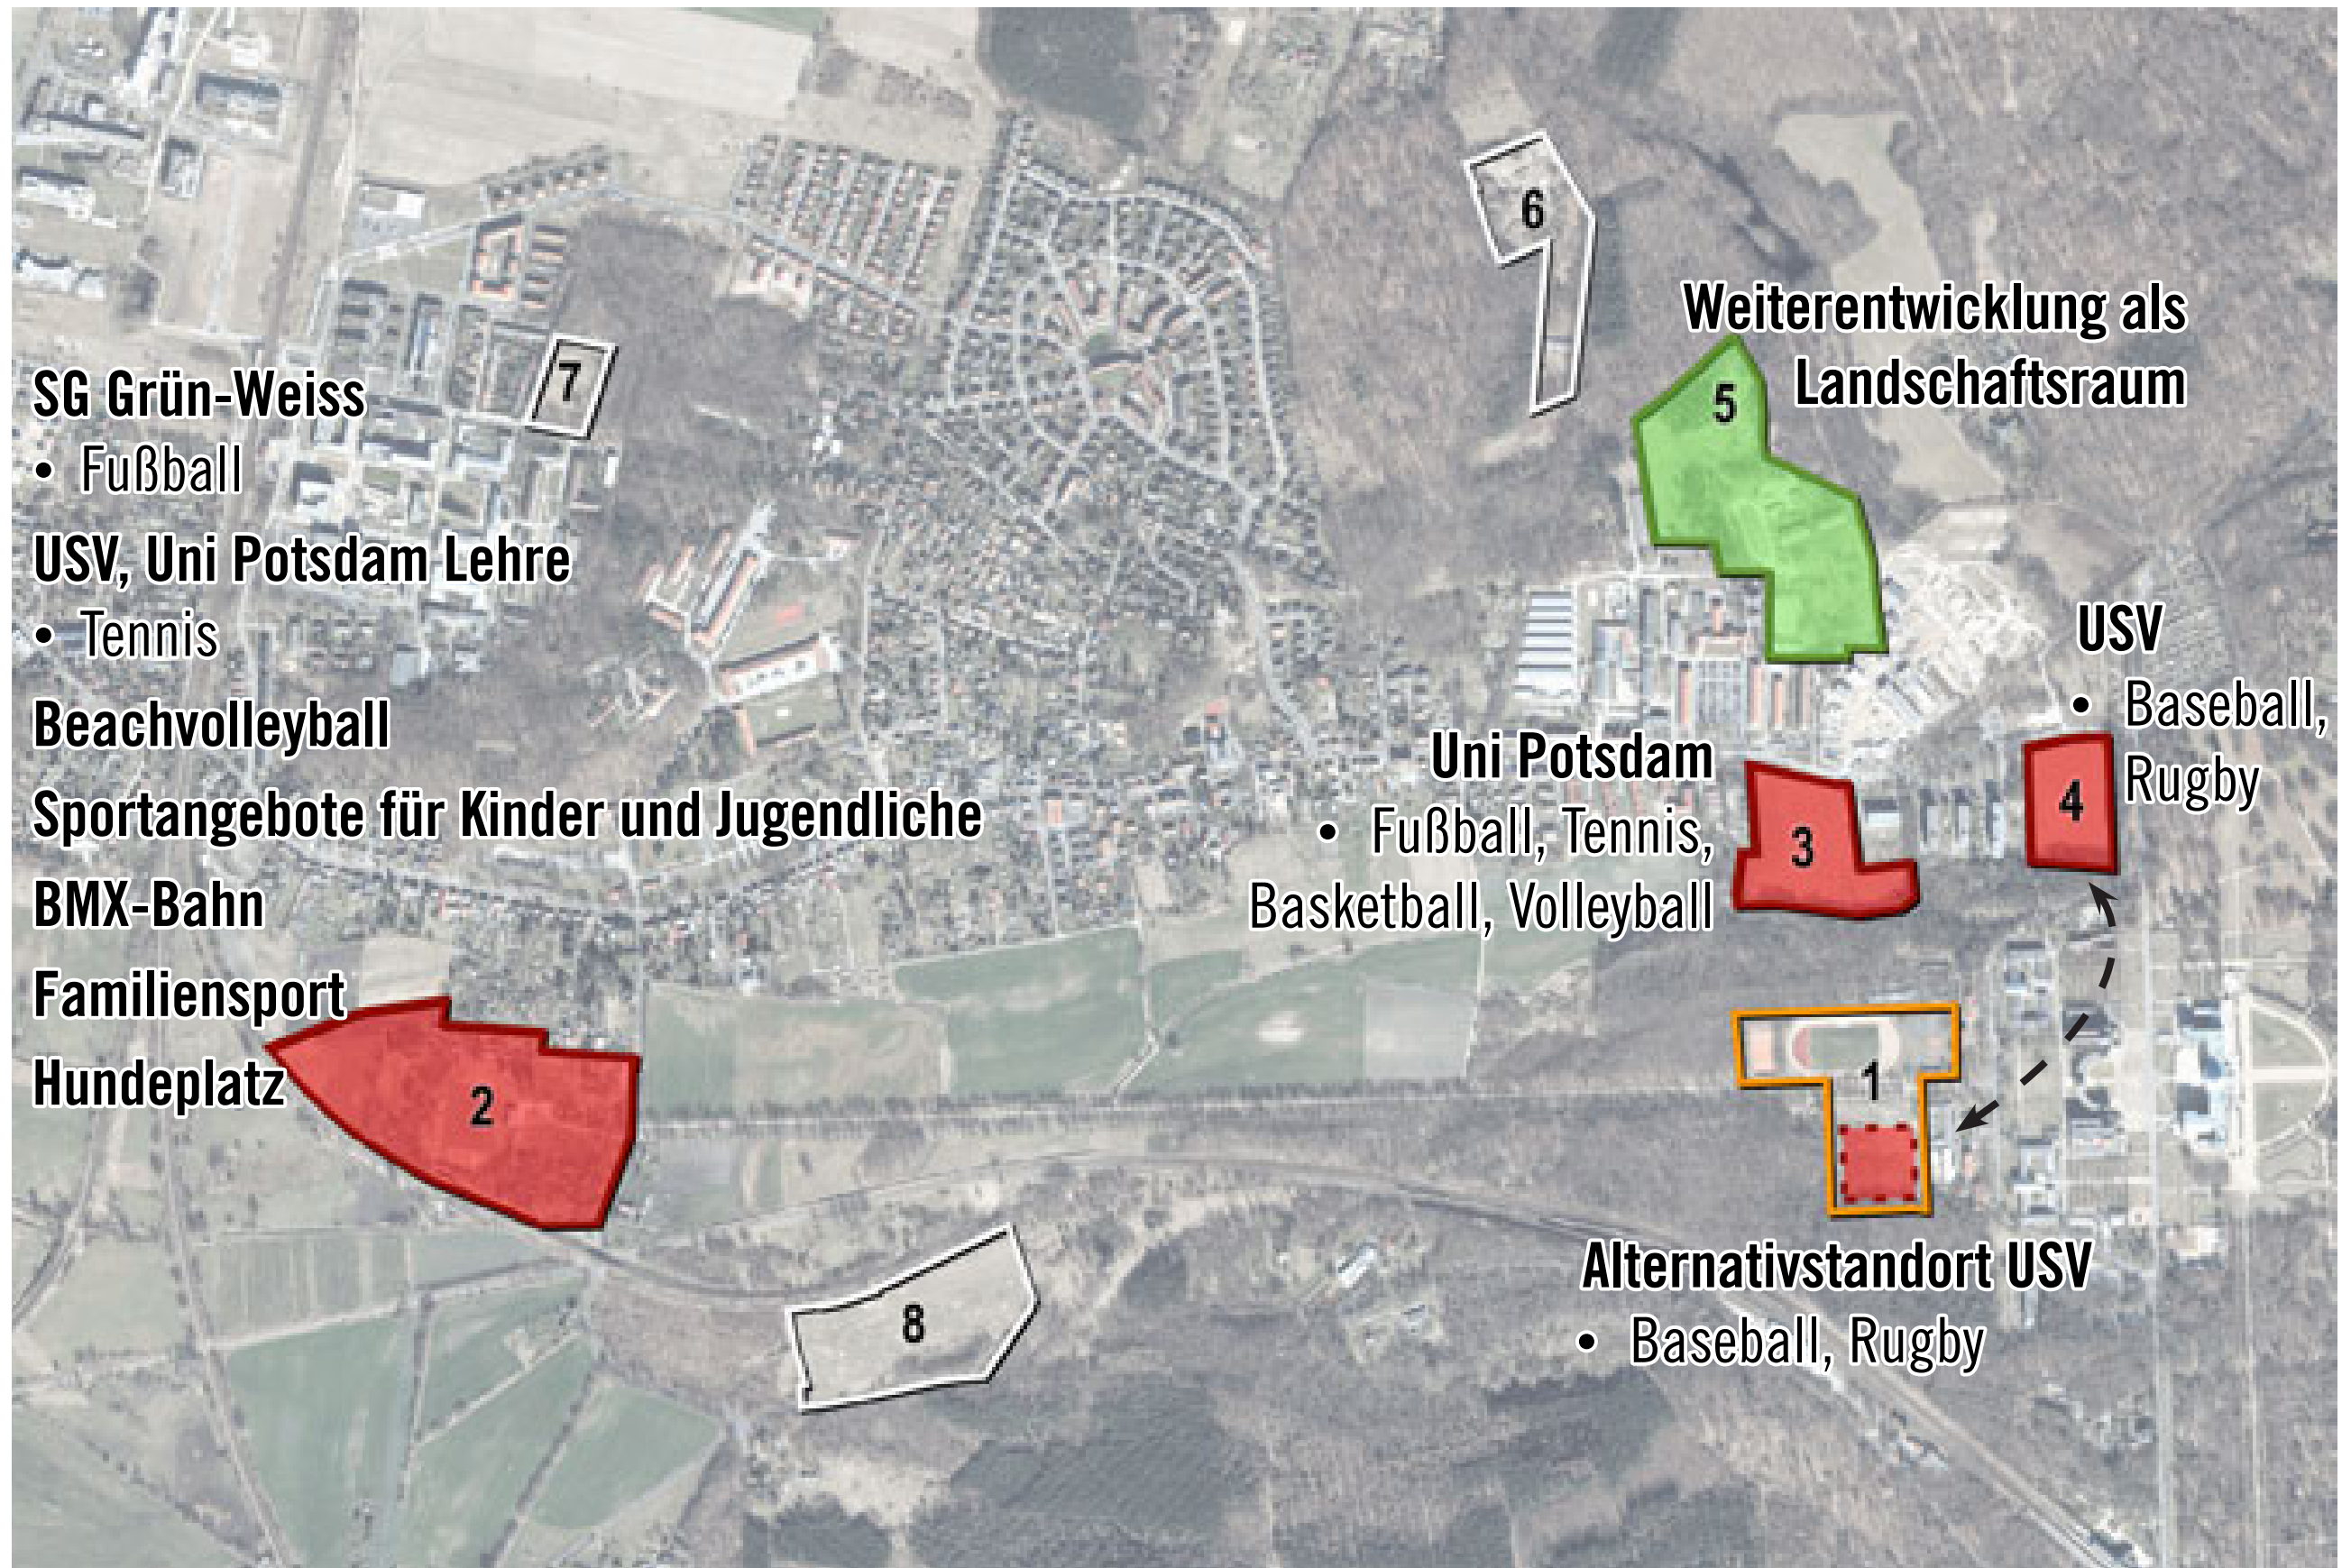 6
Weiterentwicklung als
Landschaftsraum
5
7
SG Grün-Weiss
• Fußball
USV, Uni Potsdam Lehre
• Tennis
Beachvolleyball
Sportangebote für Kinder und Jugendliche
BMX-Bahn
Familiensport
Hundeplatz
2
USV
• Baseball,
Rugby
4
Uni Potsdam
• Fußball, Tennis,
Basketball, Volleyball
3
1
Alternativstandort USV
• Baseball, Rugby
8